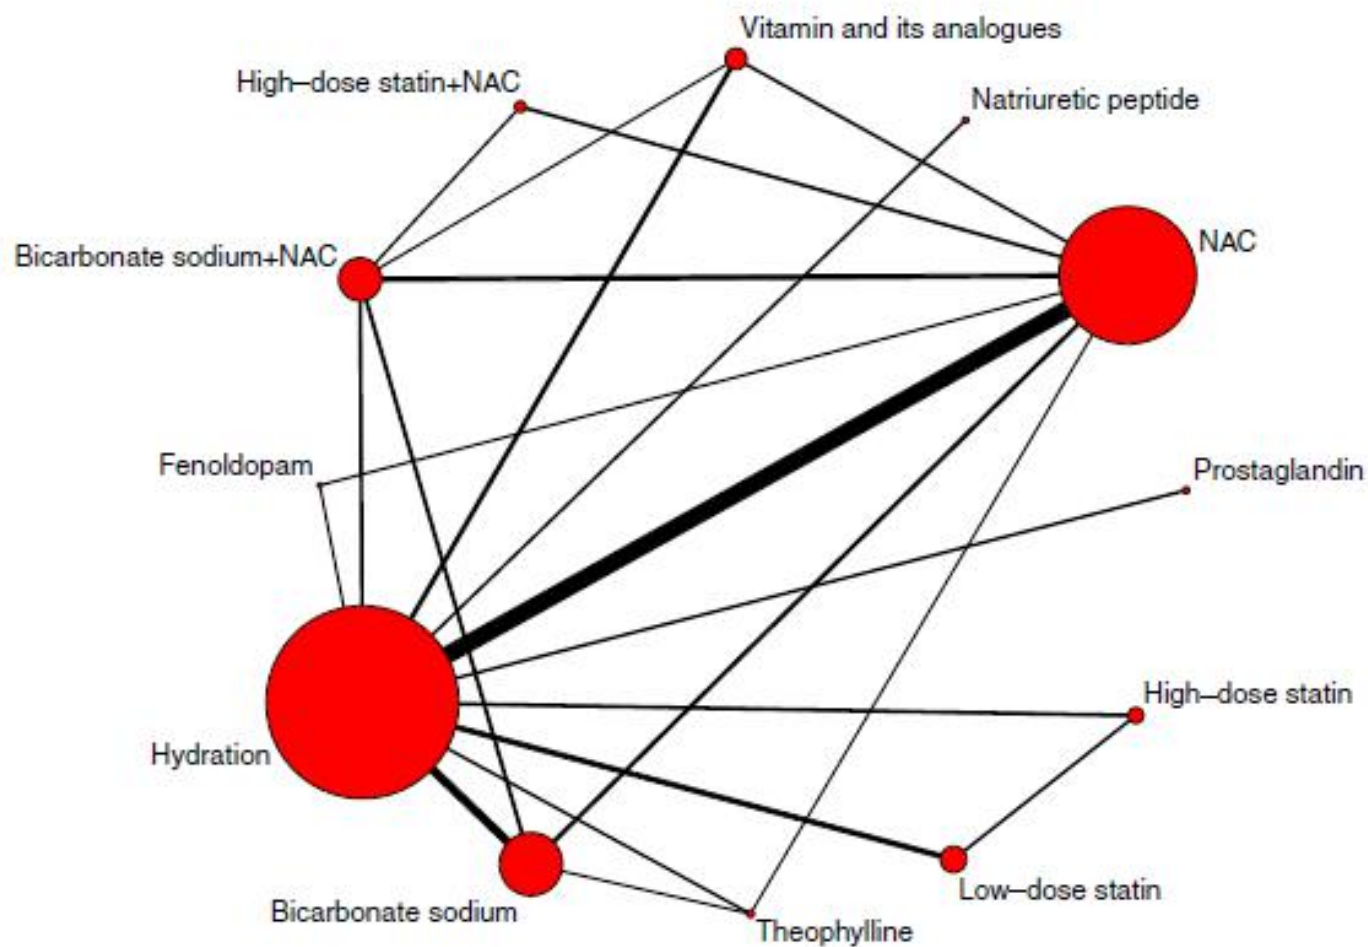 Vitamin and its analogues
High–dose statin+NAC
Natriuretic peptide
NAC
Bicarbonate sodium+NAC
Fenoldopam
Prostaglandin
High–dose statin
Hydration
Low–dose statin
Bicarbonate sodium
Theophylline